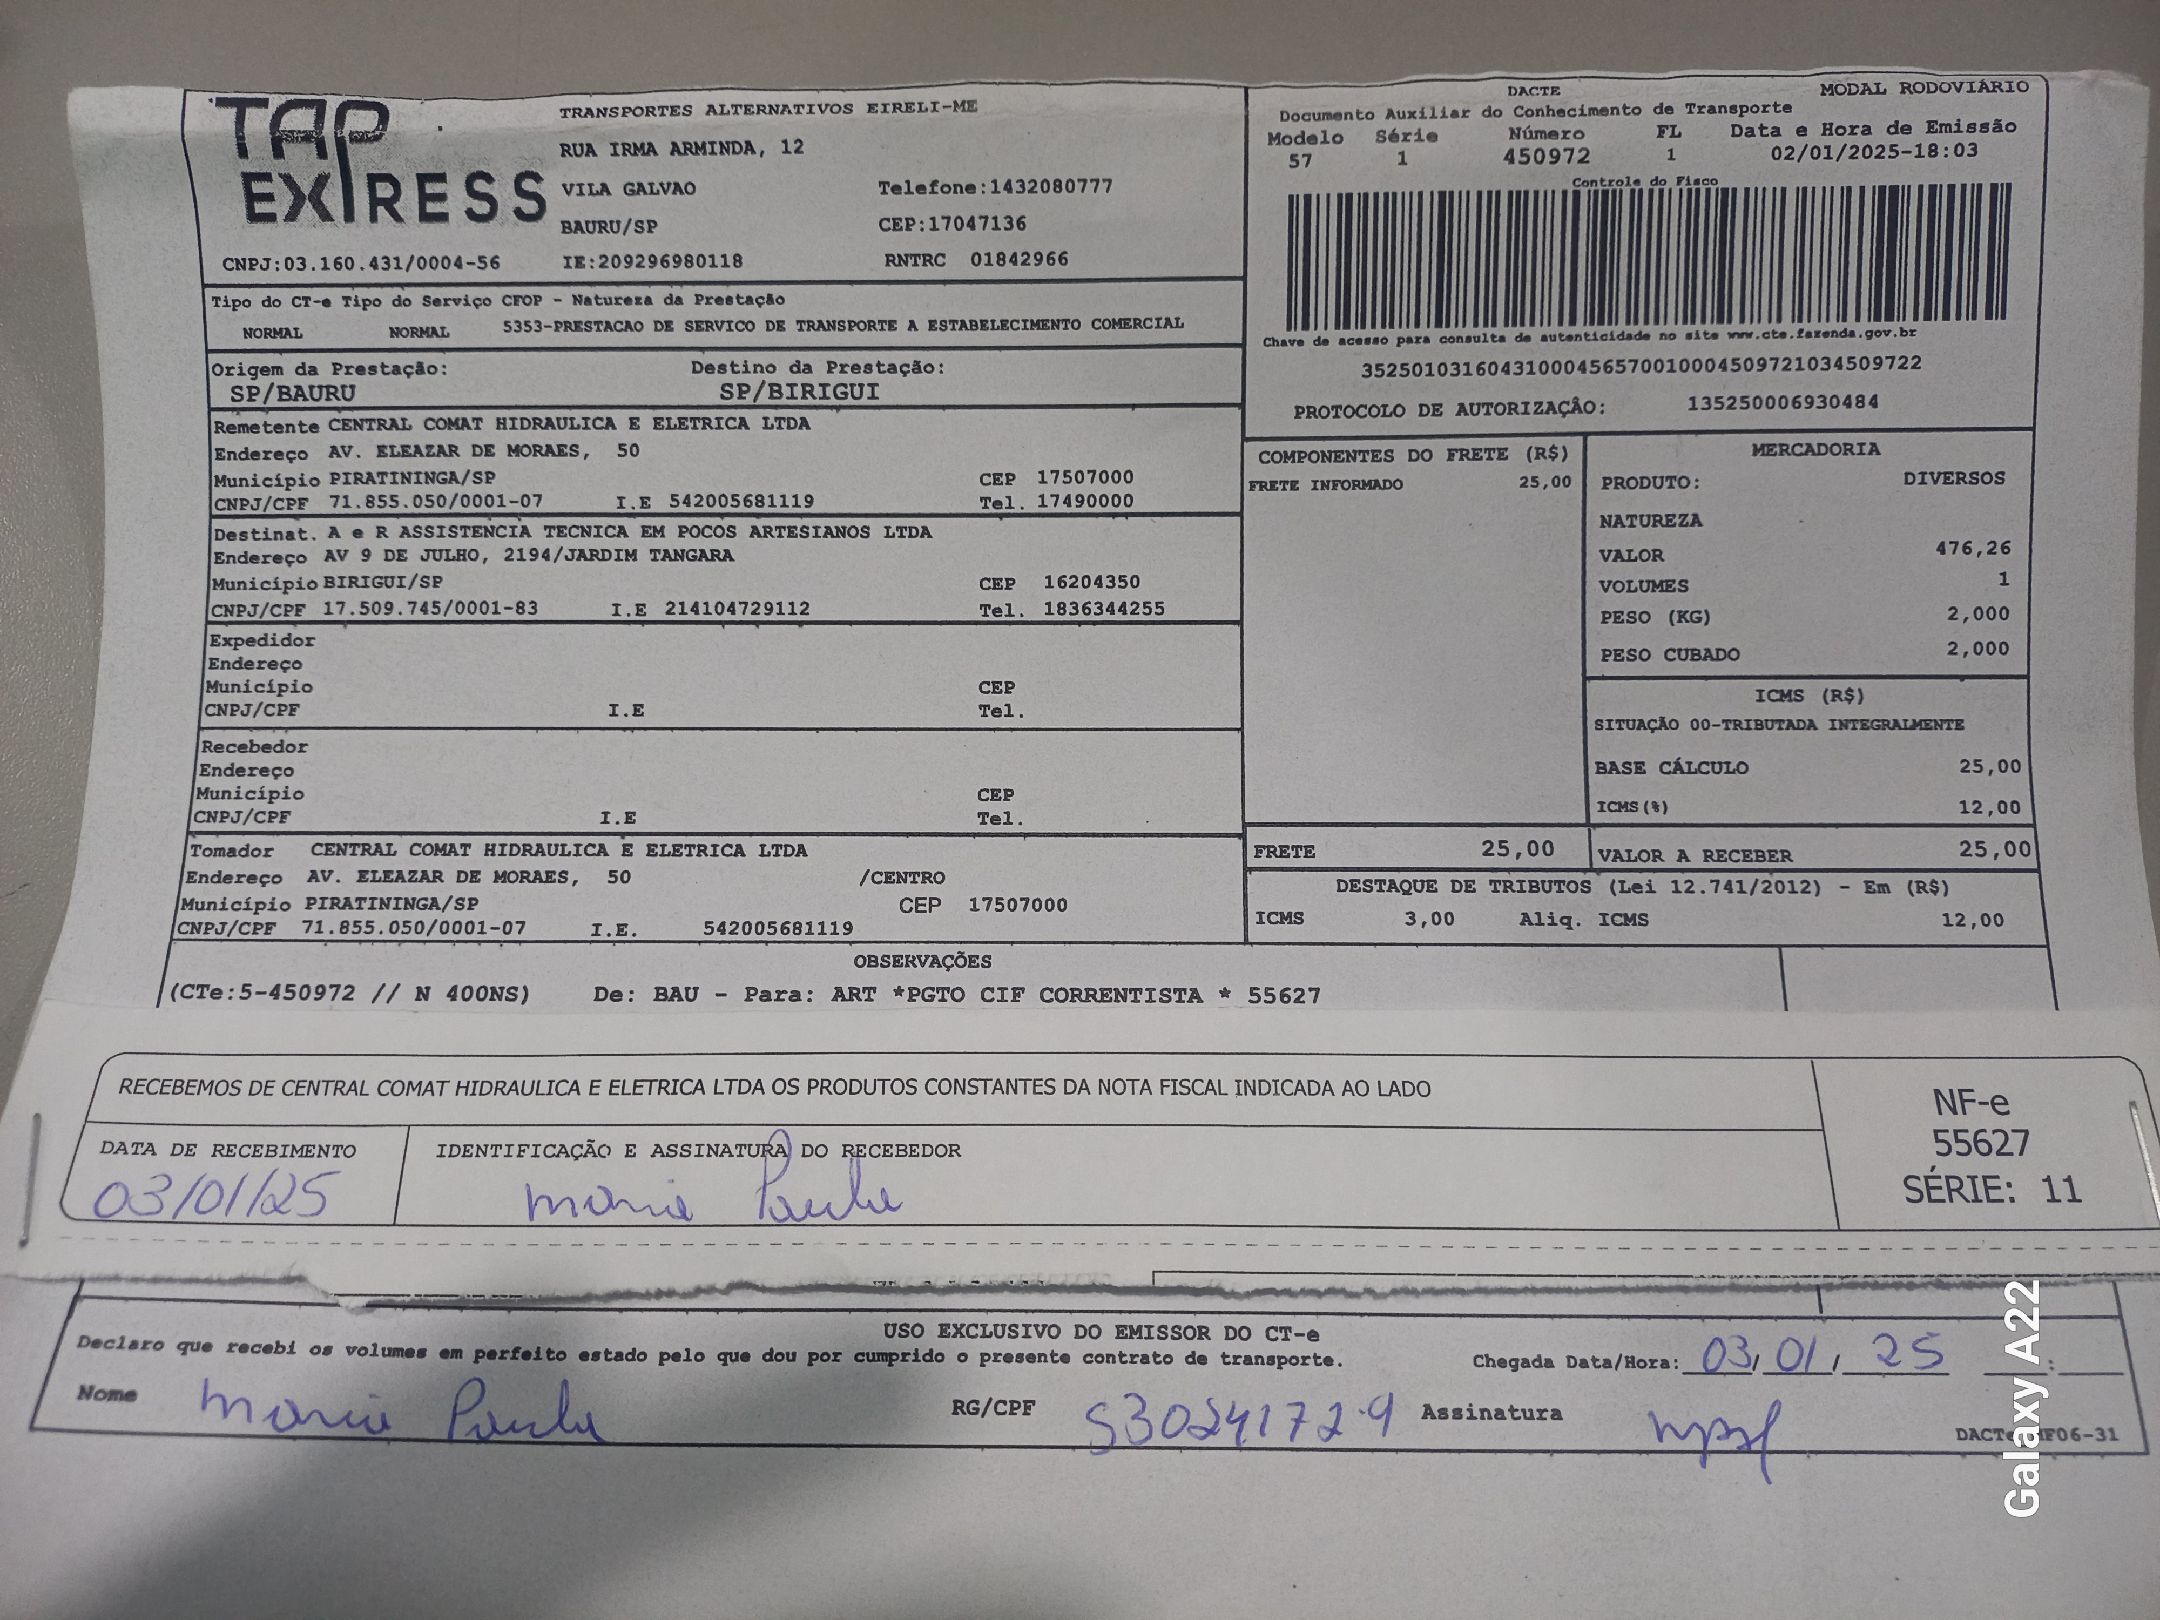 TAP EXPRESS
TRANSPORTES ALTERNATIVOS EIRELI-ME
RUA IRMA ARMINDA, 12
VILA GALVAO Telefone:1432080777
BAURU/SP CEP:17047136
CNPJ:03.160.431/0004-56 IE:209296980118 RNTRC 01842966
DACTE MODAL RODOVIÁRIO
Documento Auxiliar do Conhecimento de Transporte
Modelo Série Número FL Data e Hora de Emissão
57 1 450972 1 02/01/2025-18:03
Controle do Fisco
Chave de acesso para consulta de autenticidade no site www.cte.fazenda.gov.br
35250103160431000456570010004509721034509722
PROTOCOLO DE AUTORIZAÇÂO: 135250006930484
Tipo do CT-e Tipo do Serviço CFOP - Natureza da Prestação
NORMAL NORMAL 5353-PRESTACAO DE SERVICO DE TRANSPORTE A ESTABELECIMENTO COMERCIAL
Origem da Prestação: Destino da Prestação:
SP/BAURU SP/BIRIGUI
Remetente CENTRAL COMAT HIDRAULICA E ELETRICA LTDA
Endereço AV. ELEAZAR DE MORAES, 50
Município PIRATININGA/SP CEP 17507000
CNPJ/CPF 71.855.050/0001-07 I.E 542005681119 Tel. 17490000
Destinat. A e R ASSISTENCIA TECNICA EM POCOS ARTESIANOS LTDA
Endereço AV 9 DE JULHO, 2194/JARDIM TANGARA
Município BIRIGUI/SP CEP 16204350
CNPJ/CPF 17.509.745/0001-83 I.E 214104729112 Tel. 1836344255
Expedidor
Endereço
Município CEP
CNPJ/CPF I.E Tel.
Recebedor
Endereço
Município CEP
CNPJ/CPF I.E Tel.
Tomador CENTRAL COMAT HIDRAULICA E ELETRICA LTDA
Endereço AV. ELEAZAR DE MORAES, 50 /CENTRO
Município PIRATININGA/SP CEP 17507000
CNPJ/CPF 71.855.050/0001-07 I.E. 542005681119
COMPONENTES DO FRETE (R$)
FRETE INFORMADO 25,00
MERCADORIA
PRODUTO: DIVERSOS
NATUREZA
VALOR 476,26
VOLUMES 1
PESO (KG) 2,000
PESO CUBADO 2,000
ICMS (R$)
SITUAÇÃO 00-TRIBUTADA INTEGRALMENTE
BASE CÁLCULO 25,00
ICMS(%) 12,00
FRETE 25,00 VALOR A RECEBER 25,00
DESTAQUE DE TRIBUTOS (Lei 12.741/2012) - Em (R$)
ICMS 3,00 Aliq. ICMS 12,00
OBSERVAÇÕES
(CTe:5-450972 // N 400NS) De: BAU - Para: ART *PGTO CIF CORRENTISTA * 55627
RECEBEMOS DE CENTRAL COMAT HIDRAULICA E ELETRICA LTDA OS PRODUTOS CONSTANTES DA NOTA FISCAL INDICADA AO LADO
DATA DE RECEBIMENTO IDENTIFICAÇÃO E ASSINATURA DO RECEBEDOR
03/01/25 Maria Paula
NF-e
55627
SÉRIE: 11
USO EXCLUSIVO DO EMISSOR DO CT-e
Declaro que recebi os volumes em perfeito estado pelo que dou por cumprido o presente contrato de transporte. Chegada Data/Hora: 03/01/25 :
Nome Maria Paula RG/CPF 53024172-9 Assinatura
F06-31
Galaxy A22